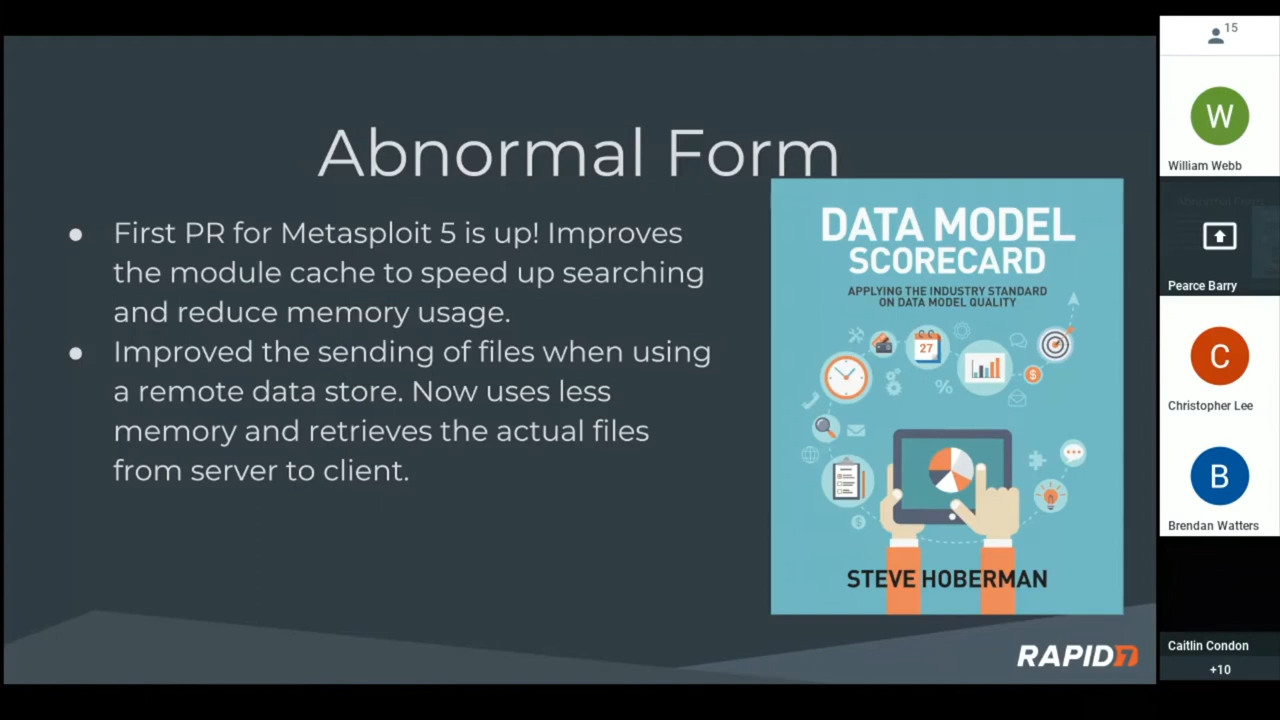 Abnormal Form
● First PR for Metasploit 5 is up! Improves
the module cache to speed up searching
and reduce memory usage.
● Improved the sending of files when using
a remote data store. Now uses less
memory and retrieves the actual files
from server to client.
DATA MODEL
SCORECARD
APPLYING THE INDUSTRY STANDARD
ON DATA MODEL QUALITY
27
%
$
$
STEVE HOBERMAN
RAPID7
15
W
William Webb
Pearce Barry
C
Christopher Lee
B
Brendan Watters
Caitlin Condon
+10